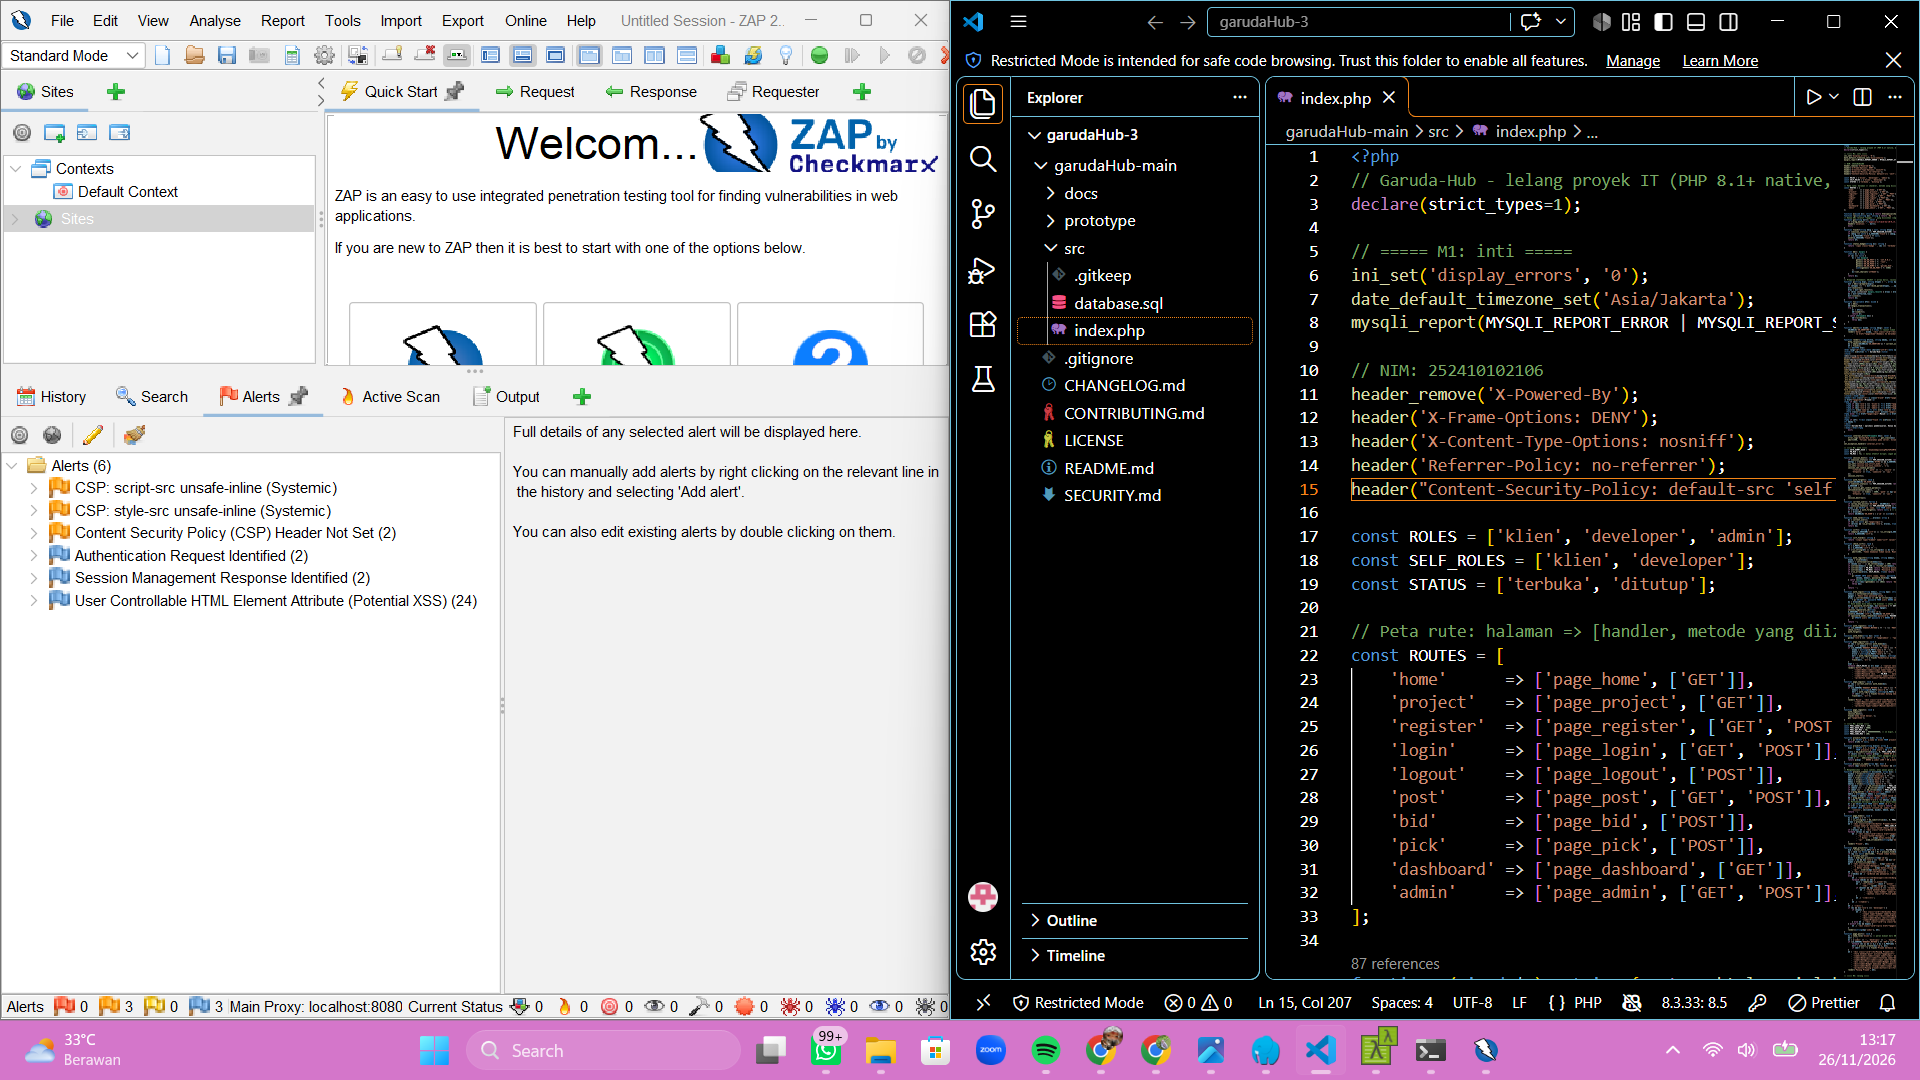 File Edit View Analyse Report Tools Import Export Online Help Untitled Session - ZAP 2..
Standard Mode
Sites
Quick Start Request Response Requester
Contexts
Default Context
Sites
Welcom... ZAP by Checkmarx
ZAP is an easy to use integrated penetration testing tool for finding vulnerabilities in web
applications.
If you are new to ZAP then it is best to start with one of the options below.
History Search Alerts Active Scan Output
Alerts (6)
CSP: script-src unsafe-inline (Systemic)
CSP: style-src unsafe-inline (Systemic)
Content Security Policy (CSP) Header Not Set (2)
Authentication Request Identified (2)
Session Management Response Identified (2)
User Controllable HTML Element Attribute (Potential XSS) (24)
Full details of any selected alert will be displayed here.
You can manually add alerts by right clicking on the relevant line in
the history and selecting 'Add alert'.
You can also edit existing alerts by double clicking on them.
Alerts 0 3 0 3 Main Proxy: localhost:8080 Current Status 0 0 0 0 0 0 0 0 0 0
garudaHub-3
Restricted Mode is intended for safe code browsing. Trust this folder to enable all features. Manage Learn More
Explorer
garudaHub-3
garudaHub-main
docs
prototype
src
.gitkeep
database.sql
index.php
.gitignore
CHANGELOG.md
CONTRIBUTING.md
LICENSE
README.md
SECURITY.md
Outline
Timeline
index.php
garudaHub-main > src > index.php > ...
1 <?php
2 // Garuda-Hub - lelang proyek IT (PHP 8.1+ native,
3 declare(strict_types=1);
4
5 // ===== M1: inti =====
6 ini_set('display_errors', '0');
7 date_default_timezone_set('Asia/Jakarta');
8 mysqli_report(MYSQLI_REPORT_ERROR | MYSQLI_REPORT_S
9
10 // NIM: 252410102106
11 header_remove('X-Powered-By');
12 header('X-Frame-Options: DENY');
13 header('X-Content-Type-Options: nosniff');
14 header('Referrer-Policy: no-referrer');
15 header("Content-Security-Policy: default-src 'self
16
17 const ROLES = ['klien', 'developer', 'admin'];
18 const SELF_ROLES = ['klien', 'developer'];
19 const STATUS = ['terbuka', 'ditutup'];
20
21 // Peta rute: halaman => [handler, metode yang dii
22 const ROUTES = [
23 'home' => ['page_home', ['GET']],
24 'project' => ['page_project', ['GET']],
25 'register' => ['page_register', ['GET', 'POST
26 'login' => ['page_login', ['GET', 'POST']]
27 'logout' => ['page_logout', ['POST']],
28 'post' => ['page_post', ['GET', 'POST']],
29 'bid' => ['page_bid', ['POST']],
30 'pick' => ['page_pick', ['POST']],
31 'dashboard' => ['page_dashboard', ['GET']],
32 'admin' => ['page_admin', ['GET', 'POST']]
33 ];
34
87 references
Restricted Mode 0 0 Ln 15, Col 207 Spaces: 4 UTF-8 LF {} PHP 8.3.33: 8.5 Prettier
33°C
Berawan
Search
99+
zoom
13:17
26/11/2026